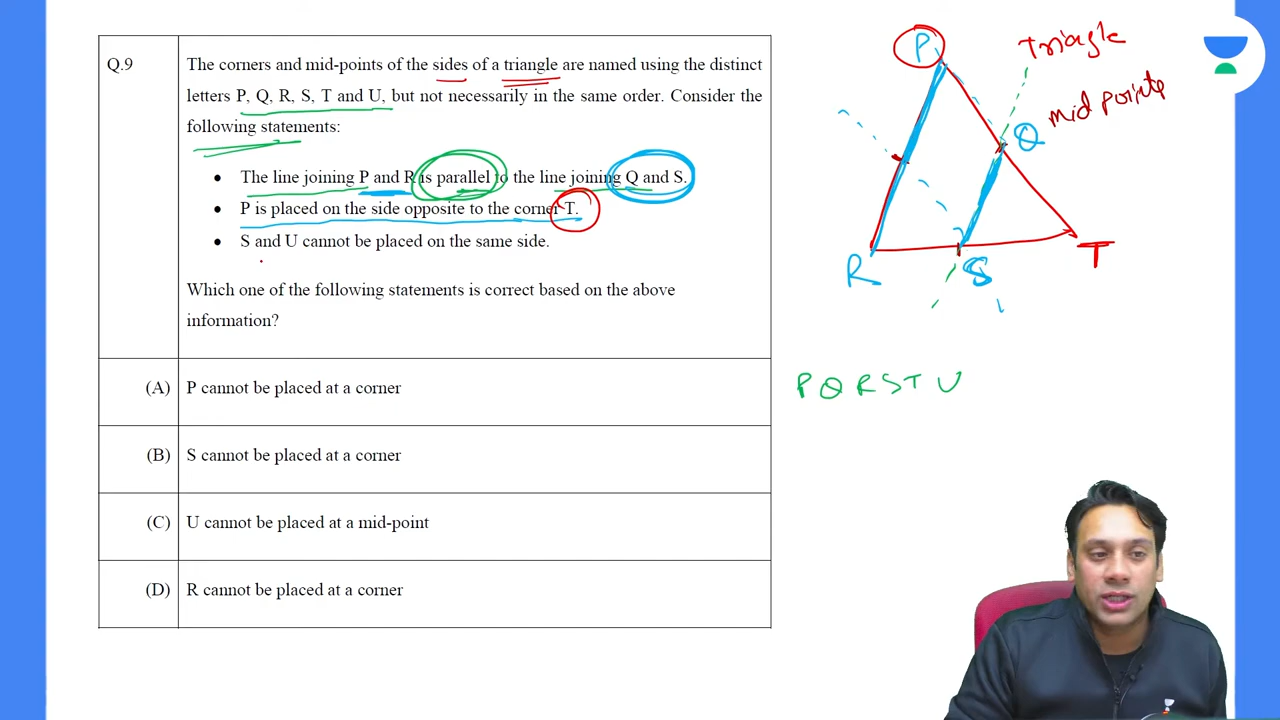 Q.9
The corners and mid-points of the sides of a triangle are named using the distinct
letters P, Q, R, S, T and U, but not necessarily in the same order. Consider the
following statements:
• The line joining P and R is parallel to the line joining Q and S.
• P is placed on the side opposite to the corner T.
• S and U cannot be placed on the same side.
Which one of the following statements is correct based on the above
information?
(A) P cannot be placed at a corner
(B) S cannot be placed at a corner
(C) U cannot be placed at a mid-point
(D) R cannot be placed at a corner
P
Triangle
mid points
Q
R
S
T
P Q R S T U